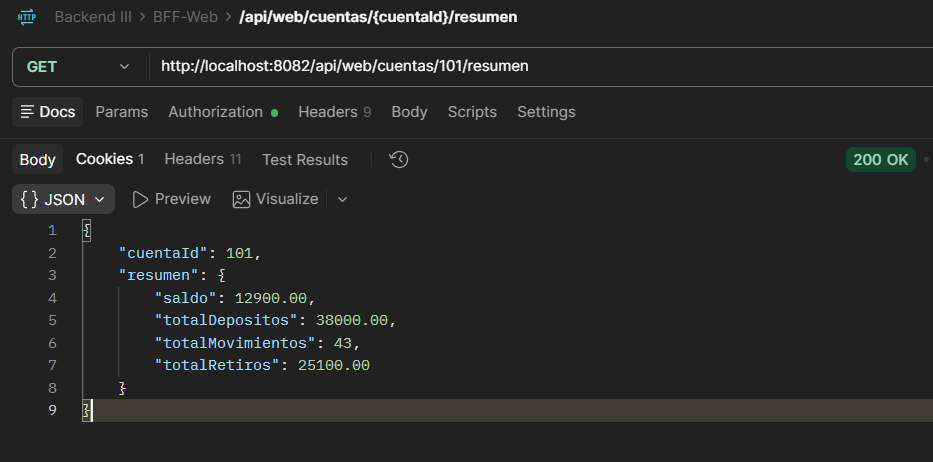 HTTP Backend III > BFF-Web > /api/web/cuentas/{cuentaId}/resumen
GET http://localhost:8082/api/web/cuentas/101/resumen
Docs Params Authorization Headers 9 Body Scripts Settings
Body Cookies 1 Headers 11 Test Results 200 OK
{} JSON Preview Visualize
1 {
2 "cuentaId": 101,
3 "resumen": {
4 "saldo": 12900.00,
5 "totalDepositos": 38000.00,
6 "totalMovimientos": 43,
7 "totalRetiros": 25100.00
8 }
9 }